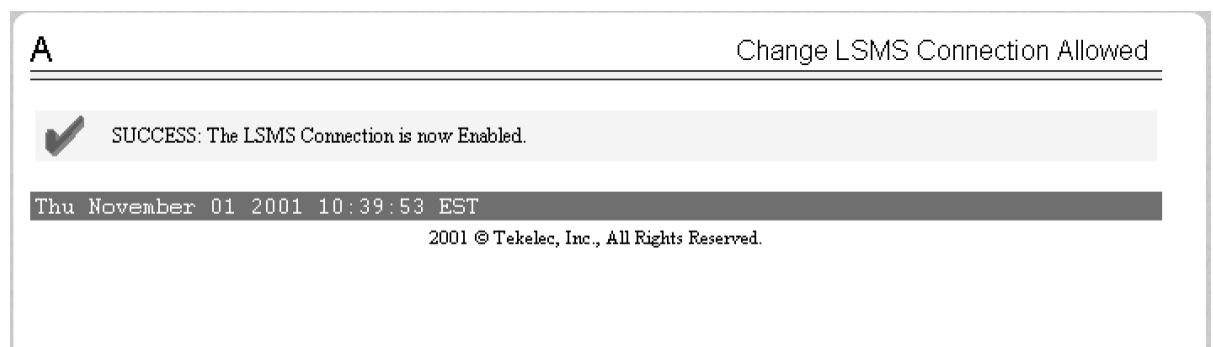 A
Change LSMS Connection Allowed
SUCCESS: The LSMS Connection is now Enabled.
Thu November 01 2001 10:39:53 EST
2001 © Tekelec, Inc., All Rights Reserved.